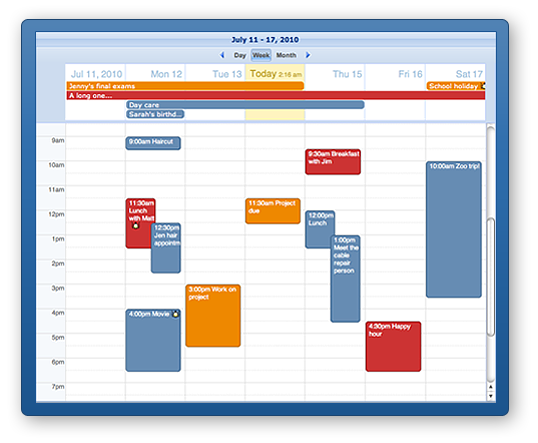 July 11 - 17, 2010
Day Week Month
Jul 11, 2010 Mon 12 Tue 13 Today 2:16 am Thu 15 Fri 16 Sat 17
Jenny's final exams School holiday
A long one...
Day care
Sarah's birthd...
9am
9:00am Haircut
10am
9:30am Breakfast
with Jim
10:00am Zoo trip!
11am
11:30am
Lunch
with Matt
11:30am Project
due
12pm
12:00pm
Lunch
12:30pm
Jen hair
appointm
1pm
1:00pm
Meet the
cable
repair
person
2pm
3pm
3:00pm Work on
project
4pm
4:00pm Movie
4:30pm Happy
hour
5pm
6pm
7pm